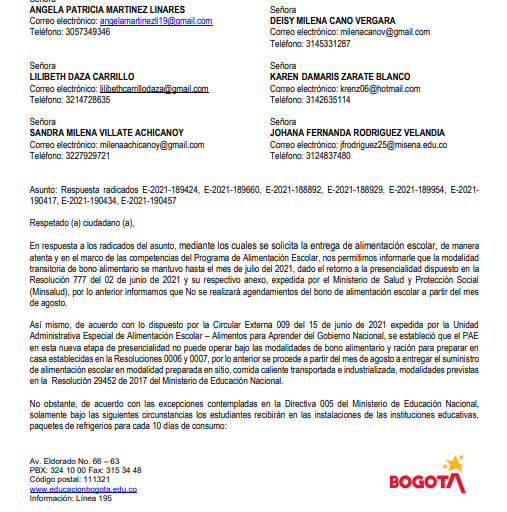 Señora
ANGELA PATRICIA MARTINEZ LINARES
Correo electrónico: angelamartinezli19@gmail.com
Teléfono: 3057349346
Señora
DEISY MILENA CANO VERGARA
Correo electrónico: milenacanov@gmail.com
Teléfono: 3145331287
Señora
LILIBETH DAZA CARRILLO
Correo electrónico: lilibethcarrillodaza@gmail.com
Teléfono: 3214728635
Señora
KAREN DAMARIS ZARATE BLANCO
Correo electrónico: krenz06@hotmail.com
Teléfono: 3142635114
Señora
SANDRA MILENA VILLATE ACHICANOY
Correo electrónico: milenaachicanoy@gmail.com
Teléfono: 3227929721
Señora
JOHANA FERNANDA RODRIGUEZ VELANDIA
Correo electrónico: jfrodriguez25@misena.edu.co
Teléfono: 3124837480
Asunto: Respuesta radicados E-2021-189424, E-2021-189660, E-2021-188892, E-2021-188929, E-2021-189954, E-2021-
190417, E-2021-190434, E-2021-190457
Respetado (a) ciudadano (a),
En respuesta a los radicados del asunto, mediante los cuales se solicita la entrega de alimentación escolar, de manera
atenta y en el marco de las competencias del Programa de Alimentación Escolar, nos permitimos informarle que la modalidad
transitoria de bono alimentario se mantuvo hasta el mes de julio del 2021, dado el retorno a la presencialidad dispuesto en la
Resolución 777 del 02 de junio de 2021 y su respectivo anexo, expedida por el Ministerio de Salud y Protección Social
(Minsalud), por lo anterior informamos que No se realizará agendamientos del bono de alimentación escolar a partir del mes
de agosto.
Así mismo, de acuerdo con lo dispuesto por la Circular Externa 009 del 15 de junio de 2021 expedida por la Unidad
Administrativa Especial de Alimentación Escolar – Alimentos para Aprender del Gobierno Nacional, se estableció que el PAE
en esta nueva etapa de presencialidad no puede operar bajo las modalidades de bono alimentario y ración para preparar en
casa establecidas en la Resoluciones 0006 y 0007, por lo anterior se procede a partir del mes de agosto a entregar el suministro
de alimentación escolar en modalidad preparada en sitio, comida caliente transportada e industrializada, modalidades previstas
en la Resolución 29452 de 2017 del Ministerio de Educación Nacional.
No obstante, de acuerdo con las excepciones contempladas en la Directiva 005 del Ministerio de Educación Nacional,
solamente bajo las siguientes circunstancias los estudiantes recibirán en las instalaciones de las instituciones educativas,
paquetes de refrigerios para cada 10 días de consumo:
Av. Eldorado No. 66 – 63
PBX: 324 10 00 Fax: 315 34 48
Código postal: 111321
www.educacionbogota.edu.co
Información: Línea 195
BOGOTA